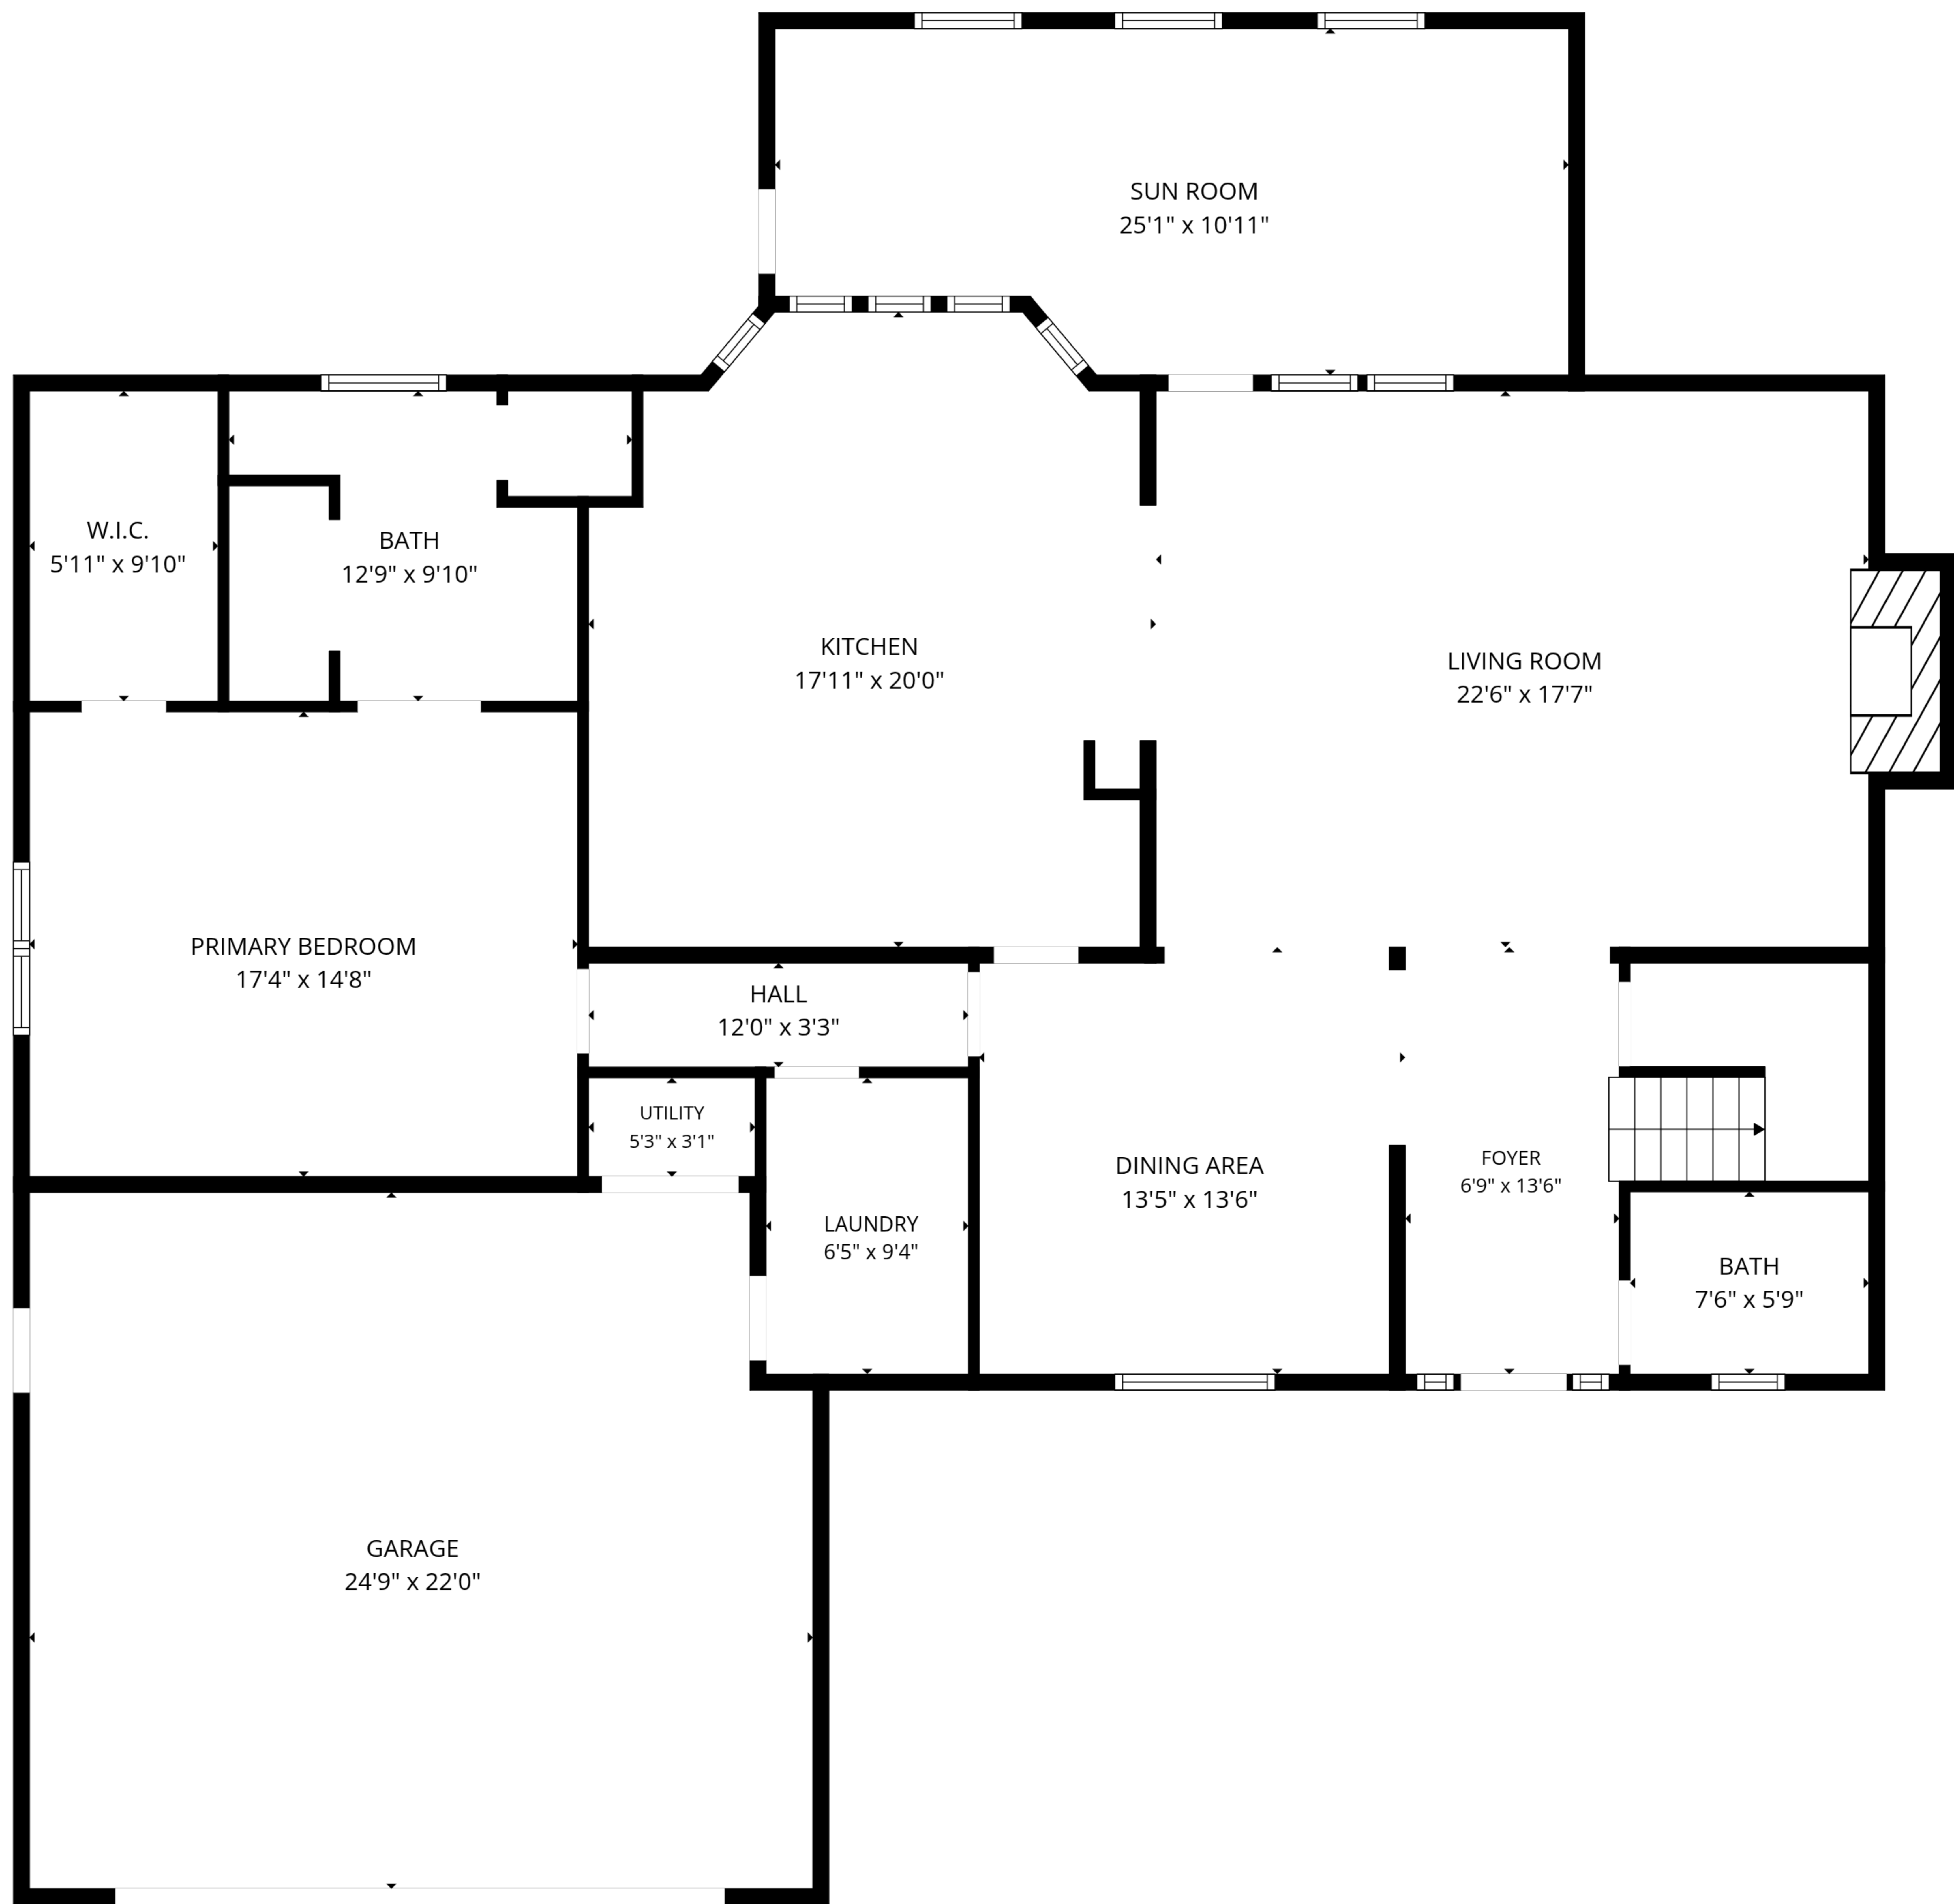 SUN ROOM
25'1" x 10'11"
W.I.C.
5'11" x 9'10"
BATH
12'9" x 9'10"
KITCHEN
17'11" x 20'0"
LIVING ROOM
22'6" x 17'7"
PRIMARY BEDROOM
17'4" x 14'8"
HALL
12'0" x 3'3"
UTILITY
5'3" x 3'1"
DINING AREA
13'5" x 13'6"
FOYER
6'9" x 13'6"
LAUNDRY
6'5" x 9'4"
BATH
7'6" x 5'9"
GARAGE
24'9" x 22'0"